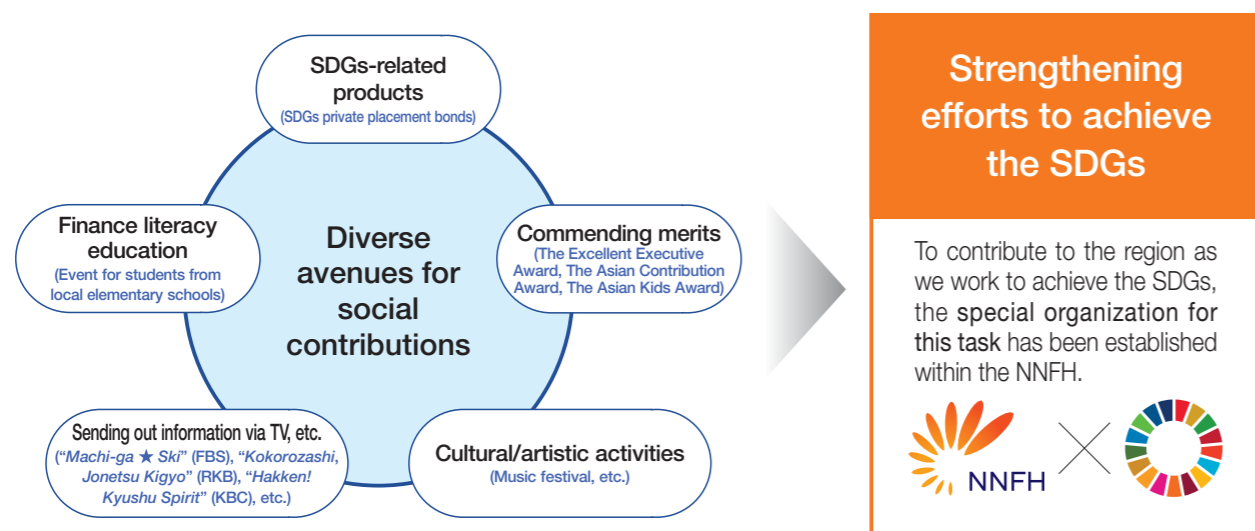 SDGs-related
products
(SDGs private placement bonds)
Finance literacy
education
(Event for students from
local elementary schools)
Diverse
avenues for
social
contributions
Commending merits
(The Excellent Executive
Award, The Asian Contribution
Award, The Asian Kids Award)
Sending out information via TV, etc.
(“Machi-ga ★ Ski” (FBS), “Kokorozashi,
Jonetsu Kigyo” (RKB), “Hakken!
Kyushu Spirit” (KBC), etc.)
Cultural/artistic activities
(Music festival, etc.)
Strengthening
efforts to achieve
the SDGs
To contribute to the region as
we work to achieve the SDGs,
the special organization for
this task has been established
within the NNFH.
NNFH